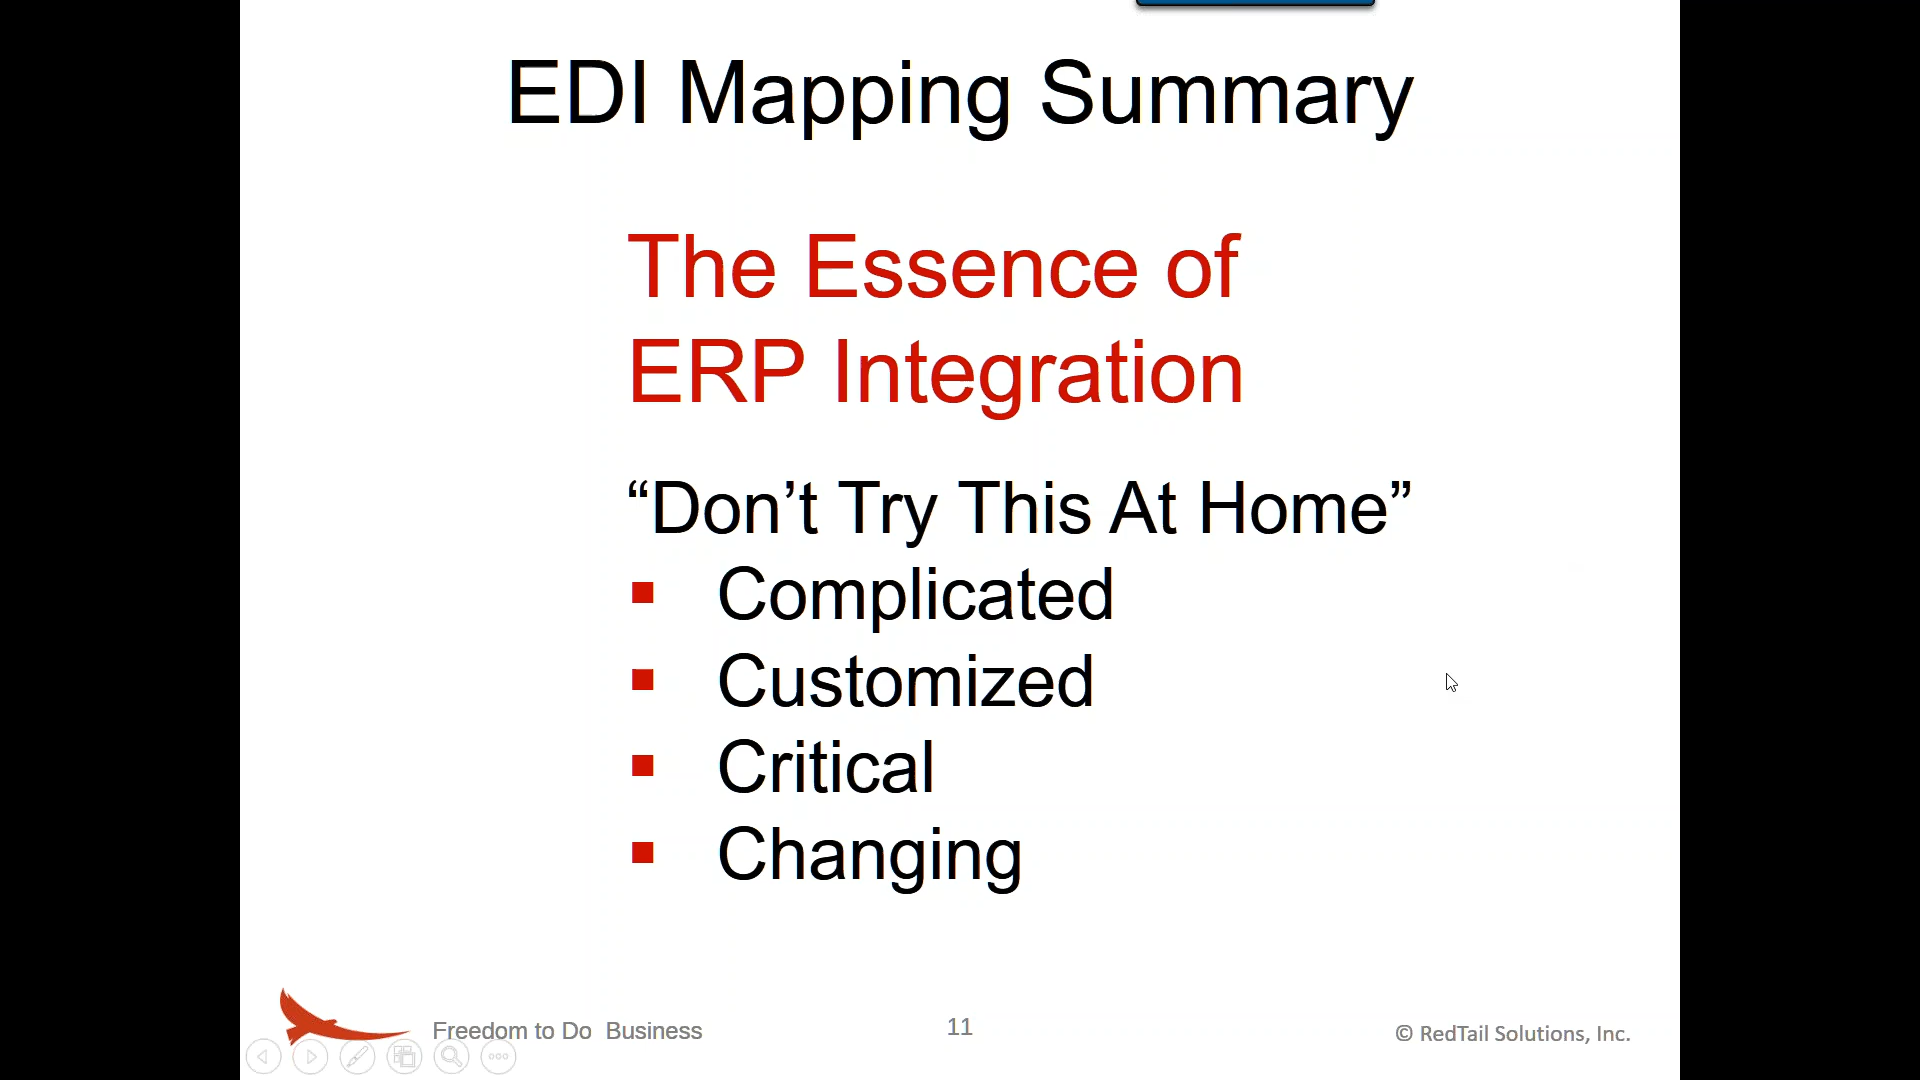 EDI Mapping Summary
The Essence of
ERP Integration
“Don’t Try This At Home”
Complicated
Customized
Critical
Changing
Freedom to Do  Business
11
© RedTail Solutions, Inc.